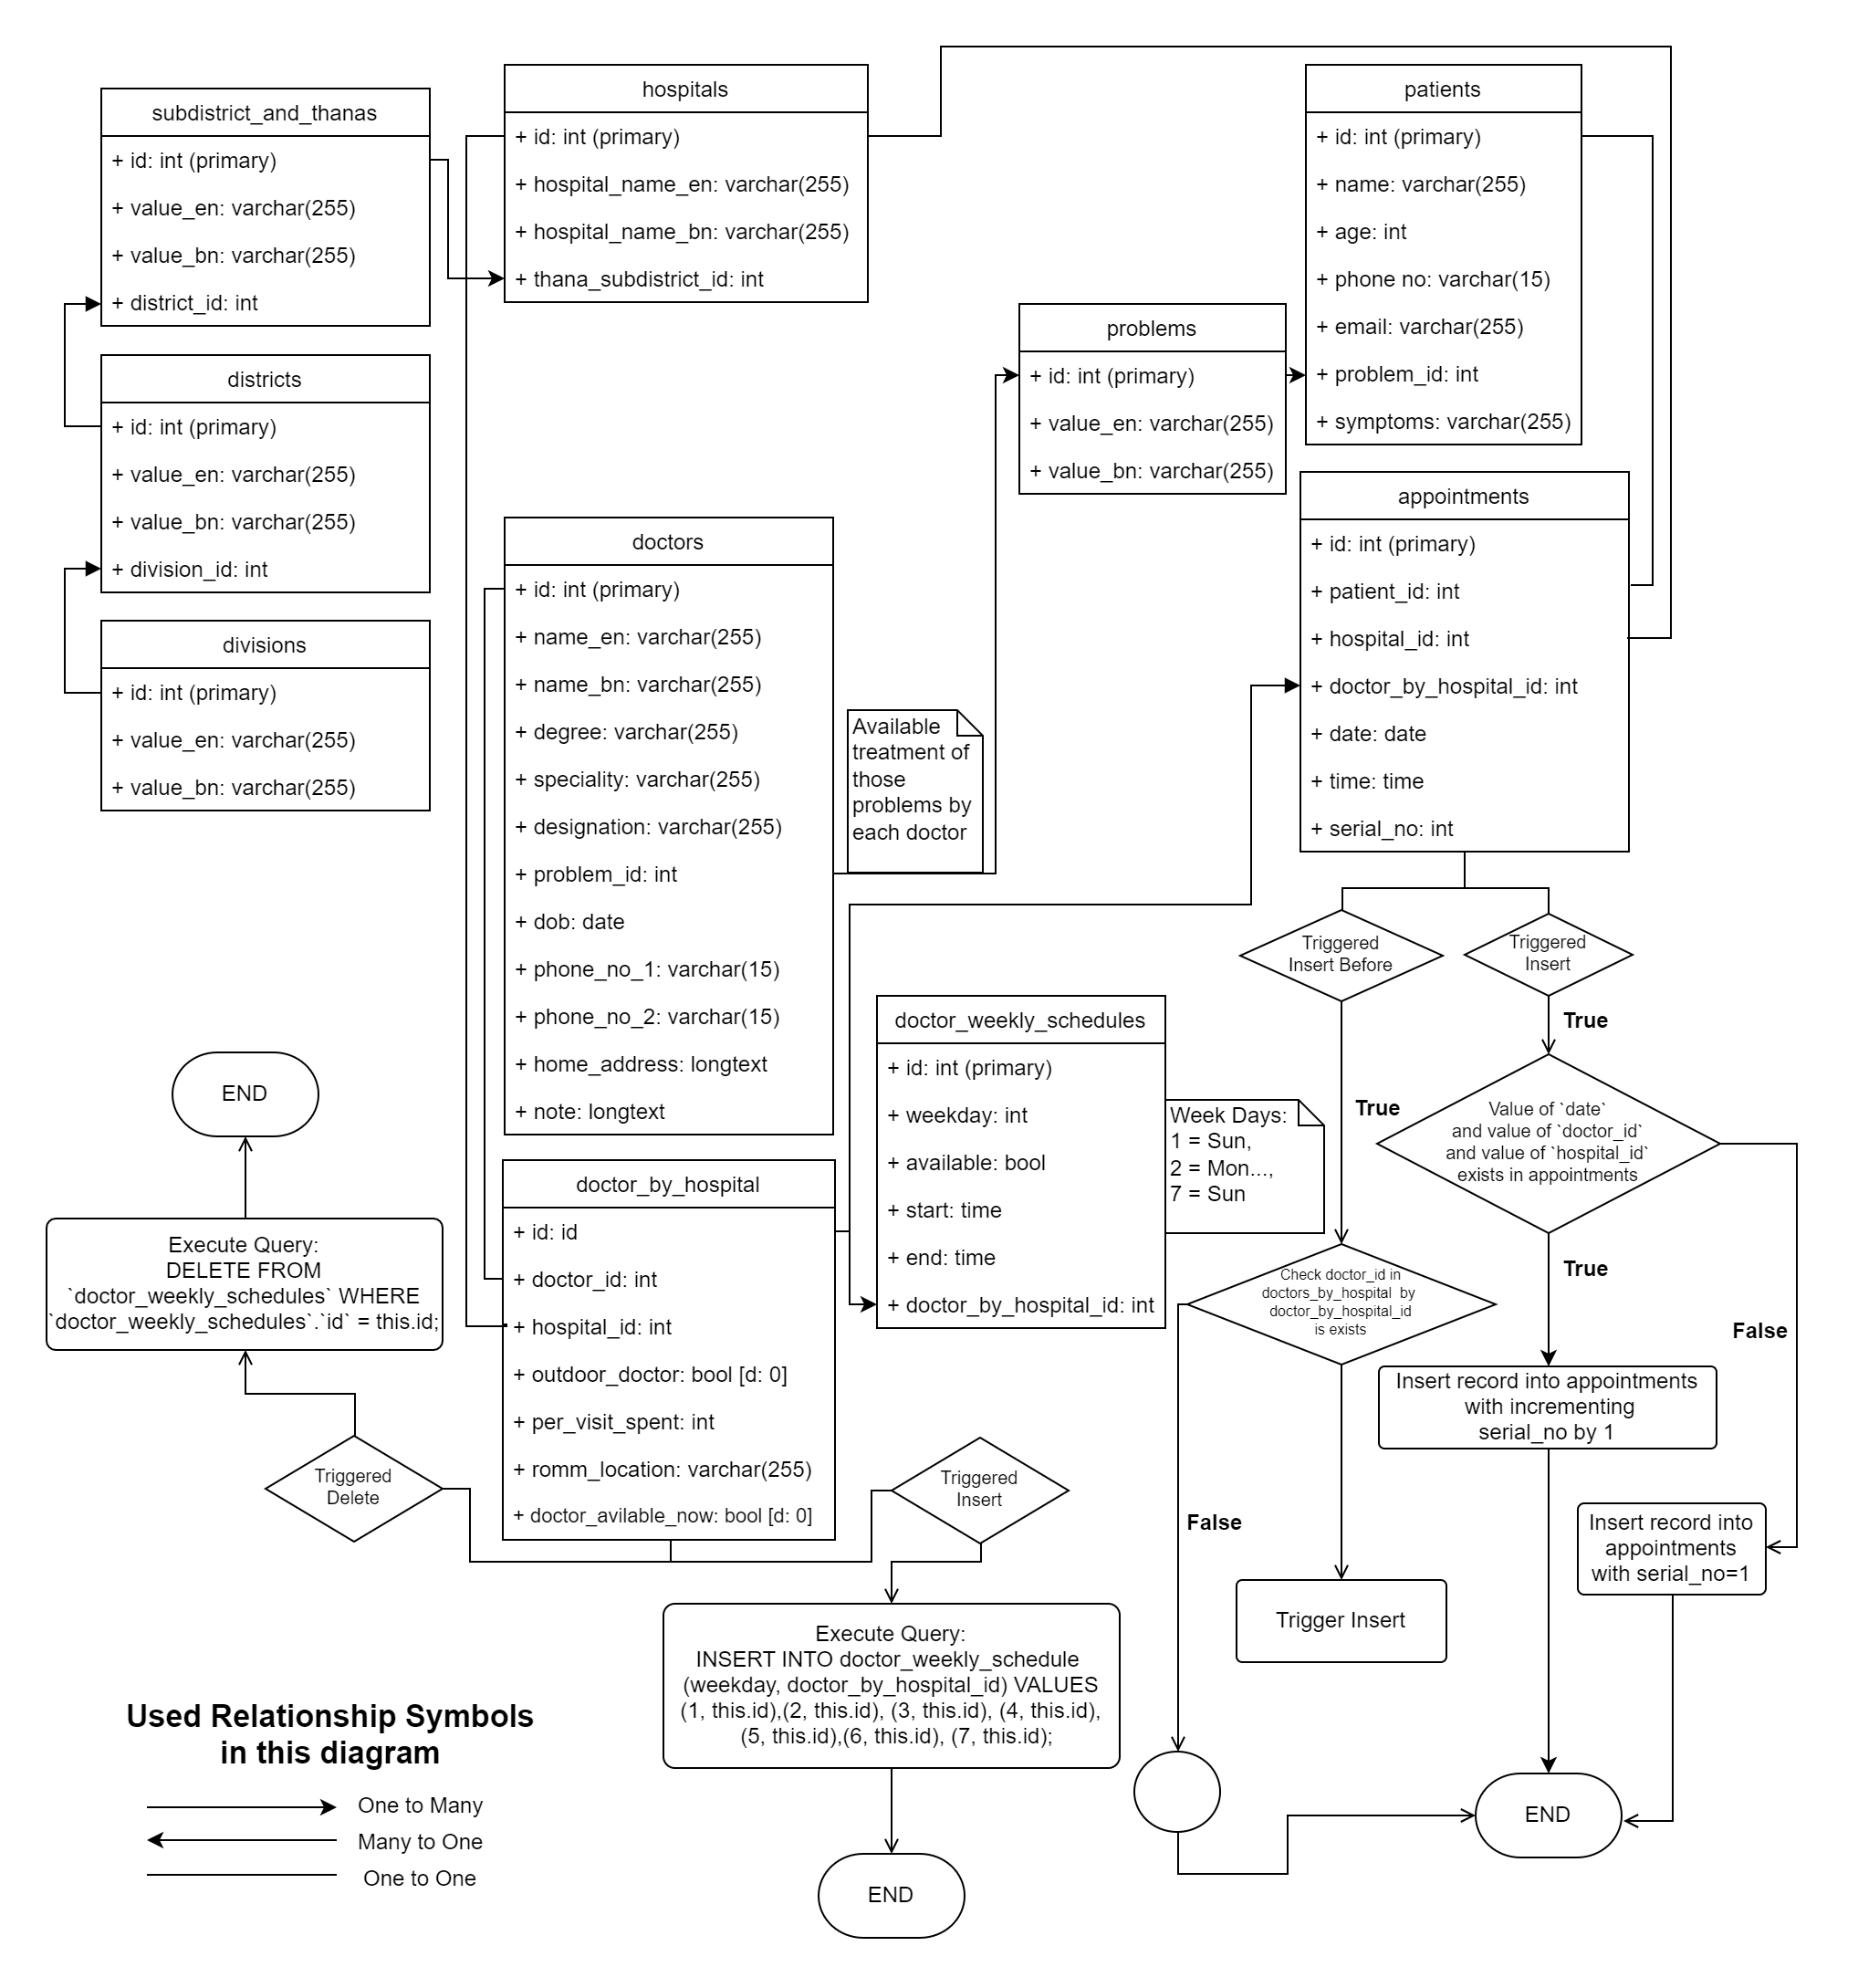 subdistrict_and_thanas
+ id: int (primary)
+ value_en: varchar(255)
+ value_bn: varchar(255)
+ district_id: int
districts
+ id: int (primary)
+ value_en: varchar(255)
+ value_bn: varchar(255)
+ division_id: int
divisions
+ id: int (primary)
+ value_en: varchar(255)
+ value_bn: varchar(255)
hospitals
+ id: int (primary)
+ hospital_name_en: varchar(255)
+ hospital_name_bn: varchar(255)
+ thana_subdistrict_id: int
doctors
+ id: int (primary)
+ name_en: varchar(255)
+ name_bn: varchar(255)
+ degree: varchar(255)
+ speciality: varchar(255)
+ designation: varchar(255)
+ problem_id: int
+ dob: date
+ phone_no_1: varchar(15)
+ phone_no_2: varchar(15)
+ home_address: longtext
+ note: longtext
Available
treatment of
those
problems by
each doctor
problems
+ id: int (primary)
+ value_en: varchar(255)
+ value_bn: varchar(255)
patients
+ id: int (primary)
+ name: varchar(255)
+ age: int
+ phone no: varchar(15)
+ email: varchar(255)
+ problem_id: int
+ symptoms: varchar(255)
appointments
+ id: int (primary)
+ patient_id: int
+ hospital_id: int
+ doctor_by_hospital_id: int
+ date: date
+ time: time
+ serial_no: int
doctor_by_hospital
+ id: id
+ doctor_id: int
+ hospital_id: int
+ outdoor_doctor: bool [d: 0]
+ per_visit_spent: int
+ romm_location: varchar(255)
+ doctor_avilable_now: bool [d: 0]
doctor_weekly_schedules
+ id: int (primary)
+ weekday: int
+ available: bool
+ start: time
+ end: time
+ doctor_by_hospital_id: int
Week Days:
1 = Sun,
2 = Mon...,
7 = Sun
Triggered
Insert Before
Triggered
Insert
True
True
Value of `date`
and value of `doctor_id`
and value of `hospital_id`
exists in appointments
True
False
Check doctor_id in
doctors_by_hospital by
doctor_by_hospital_id
is exists
Insert record into appointments
with incrementing
serial_no by 1
False
Insert record into
appointments
with serial_no=1
Trigger Insert
END
END
Execute Query:
DELETE FROM
`doctor_weekly_schedules` WHERE
`doctor_weekly_schedules`.`id` = this.id;
Triggered
Delete
Triggered
Insert
Execute Query:
INSERT INTO doctor_weekly_schedule
(weekday, doctor_by_hospital_id) VALUES
(1, this.id),(2, this.id), (3, this.id), (4, this.id),
(5, this.id),(6, this.id), (7, this.id);
END
Used Relationship Symbols
in this diagram
One to Many
Many to One
One to One